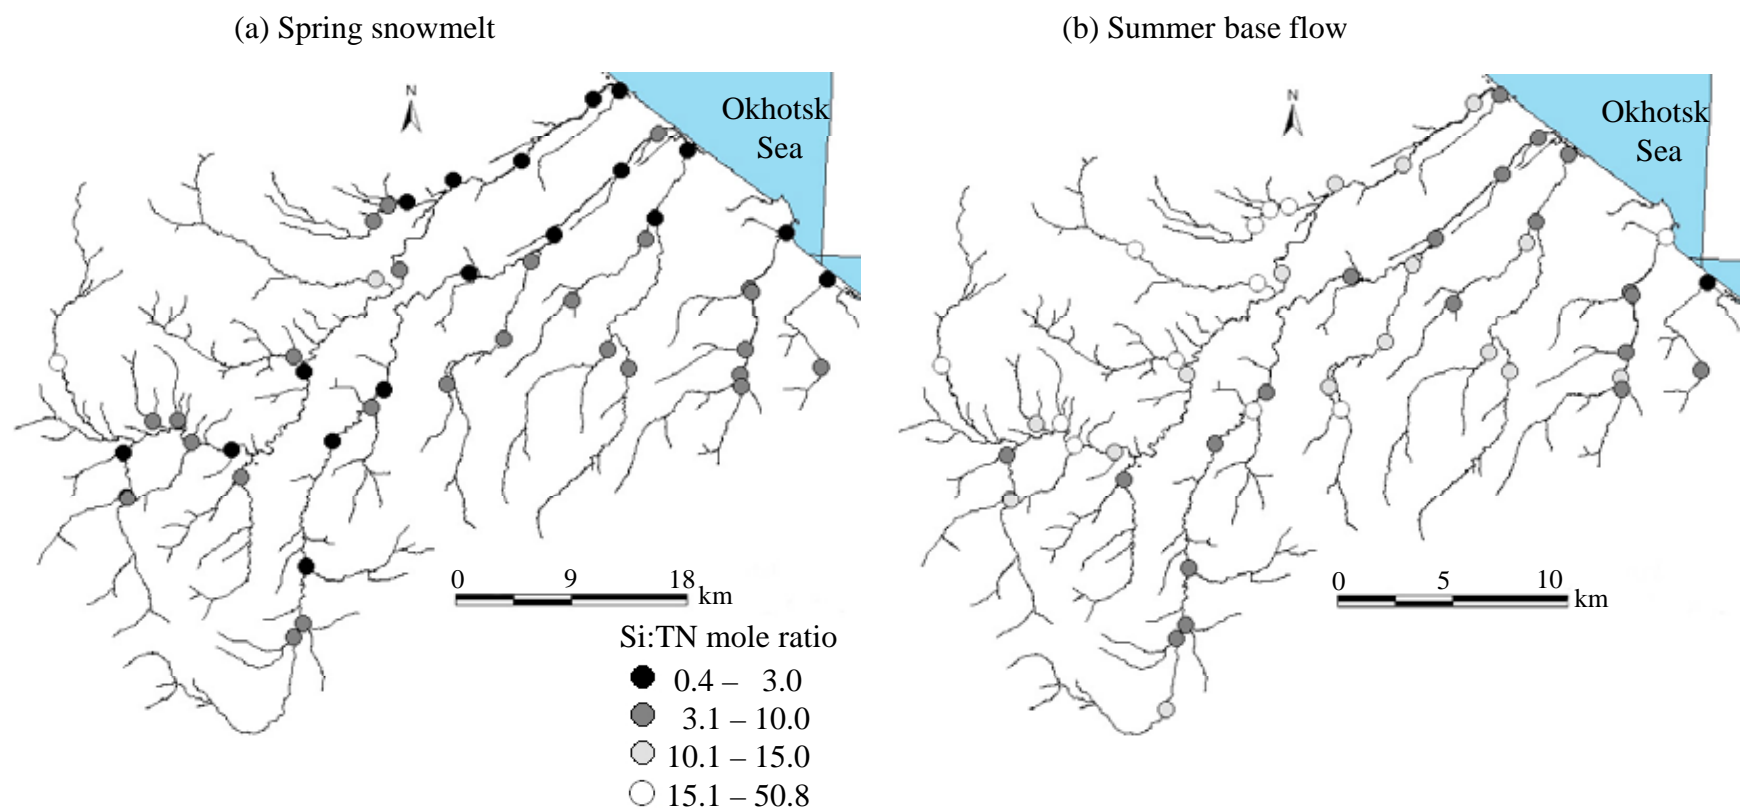 (a) Spring snowmelt
N
Okhotsk
Sea
0 9 18
km
Si:TN mole ratio
0.4 – 3.0
3.1 – 10.0
10.1 – 15.0
15.1 – 50.8
(b) Summer base flow
N
Okhotsk
Sea
0 5 10
km